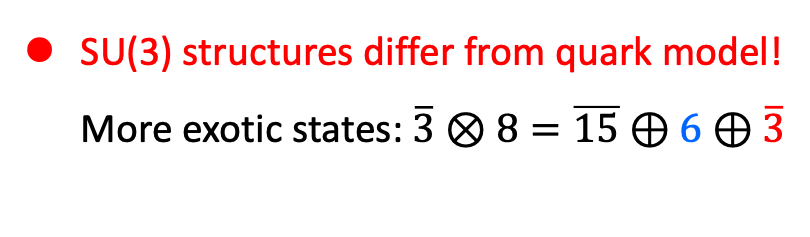 ● SU(3) structures differ from quark model!
More exotic states: 3̅ ⊗ 8 = 1̅5̅ ⊕ 6 ⊕ 3̅